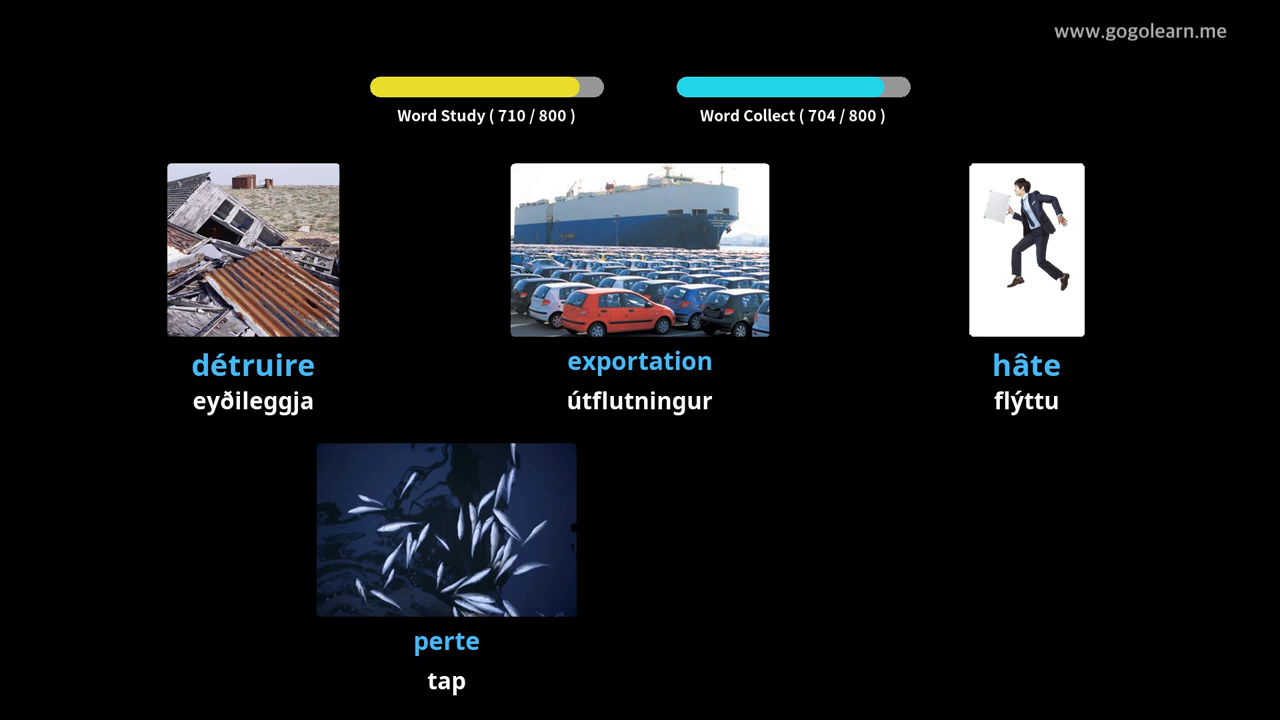 www.gogolearn.me
Word Study ( 710 / 800 )
Word Collect ( 704 / 800 )
détruire
eyðileggja
exportation
útflutningur
hâte
flýttu
perte
tap